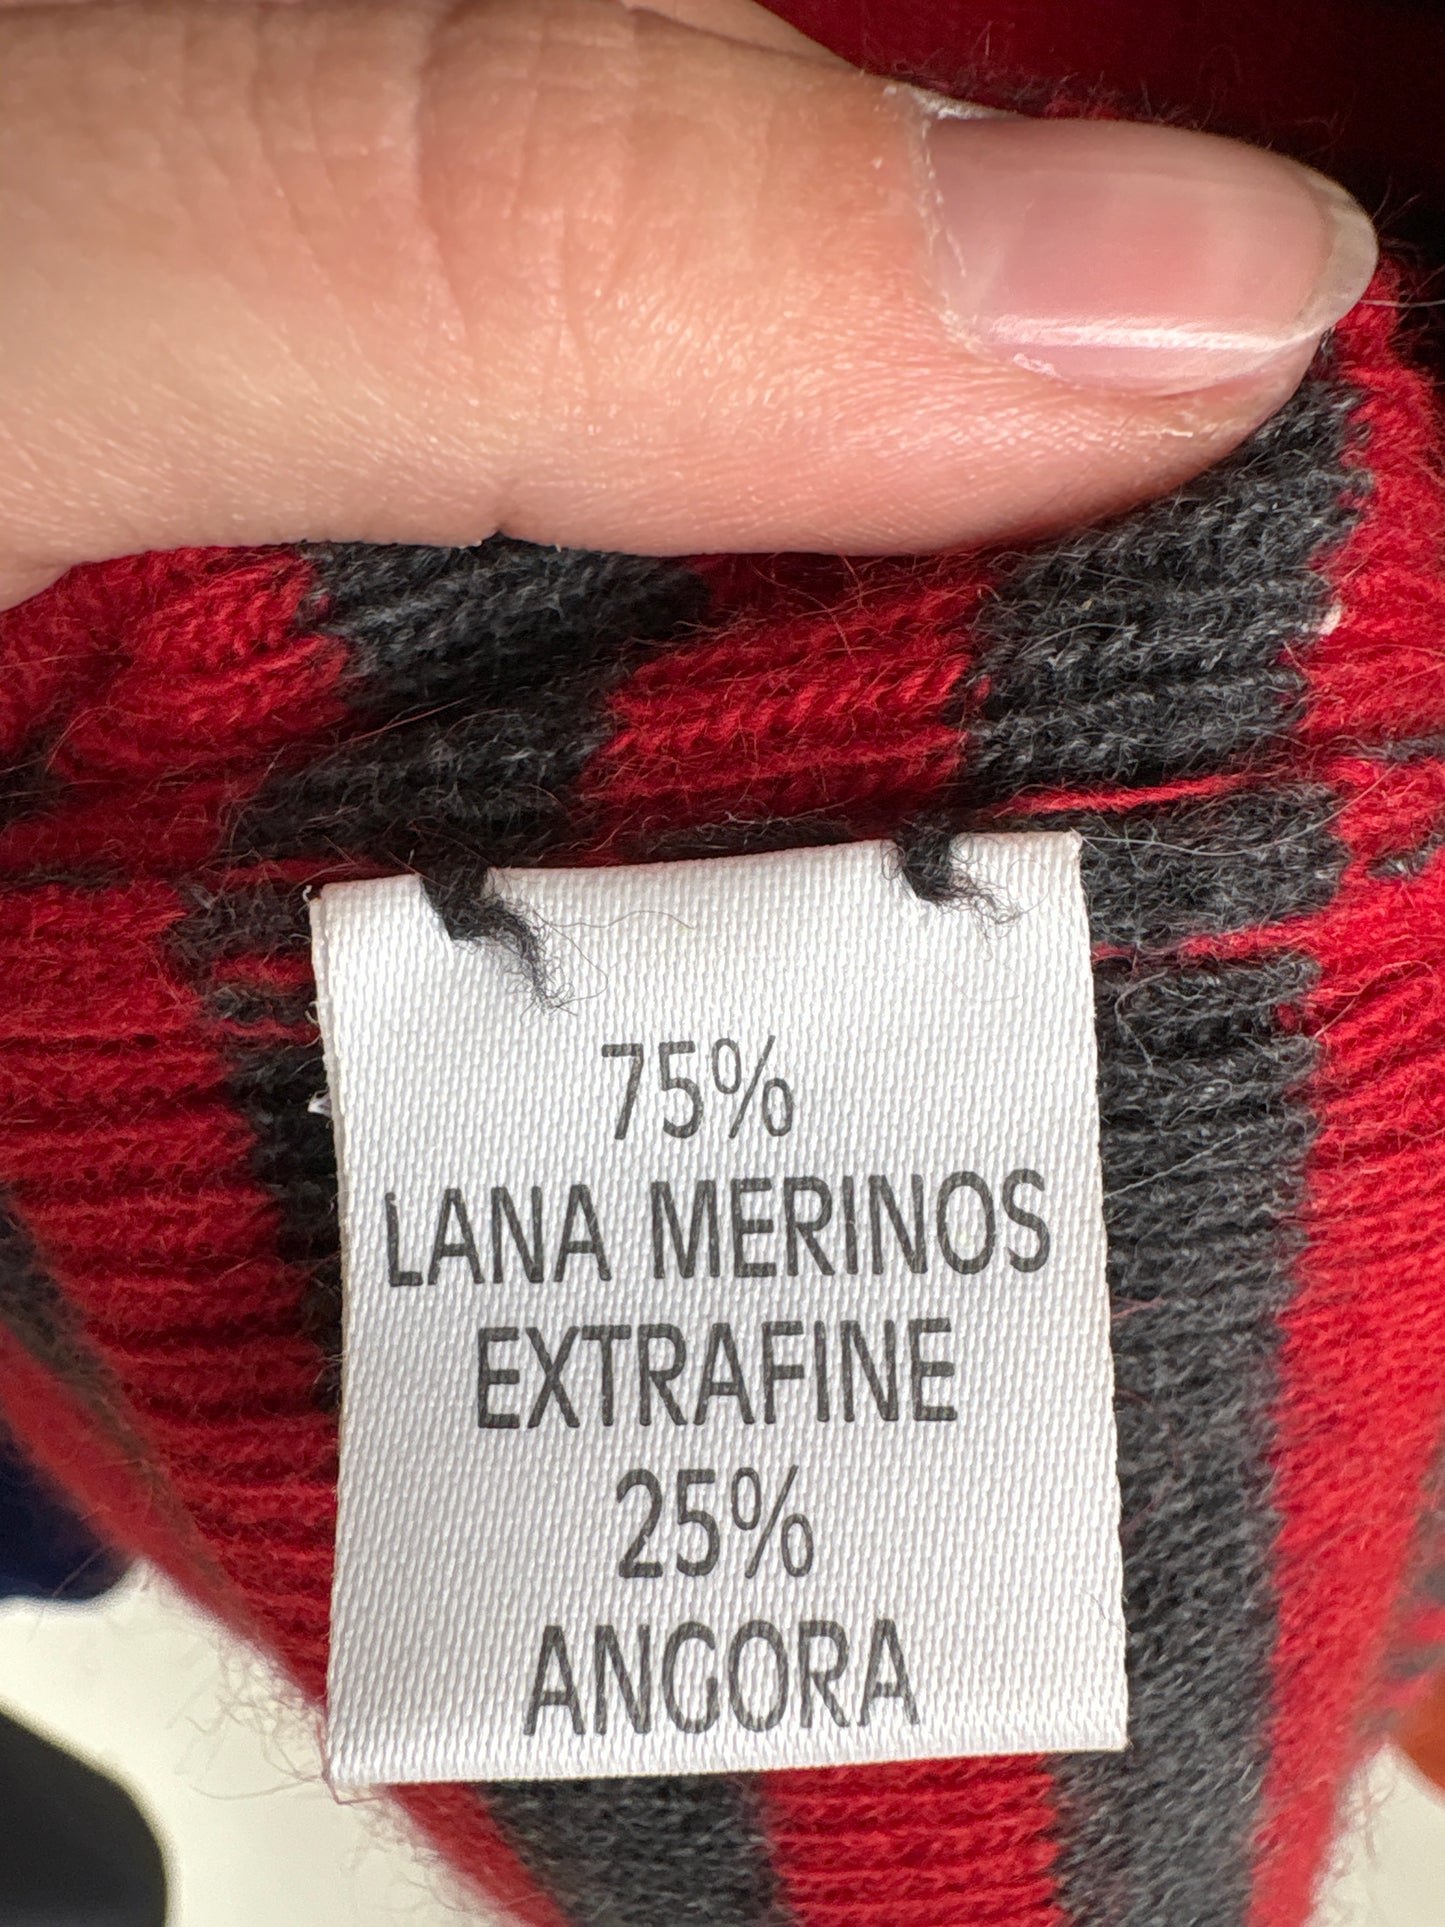 75%
LANA MERINOS
EXTRAFINE
25%
ANGORA